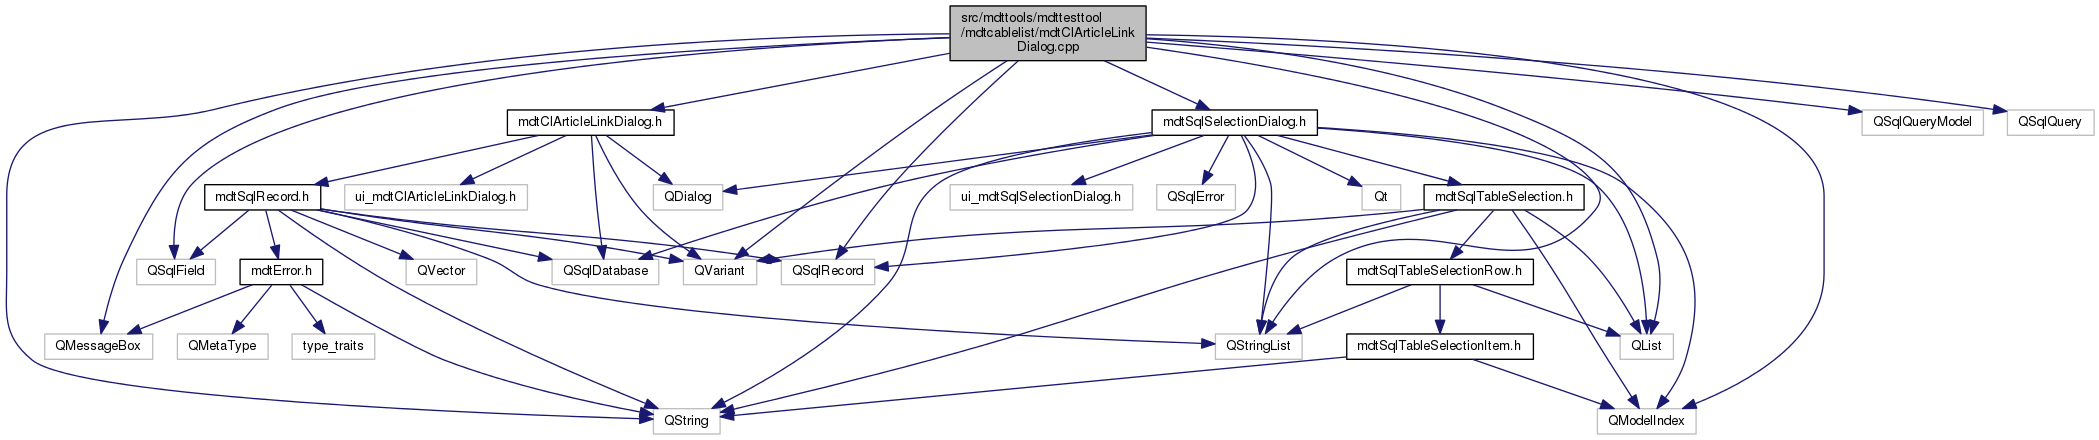 src/mdttools/mdttesttool
/mdtcablelist/mdtClArticleLink
Dialog.cpp
mdtClArticleLinkDialog.h
mdtSqlSelectionDialog.h
QSqlQueryModel
QSqlQuery
mdtSqlRecord.h
ui_mdtClArticleLinkDialog.h
QDialog
ui_mdtSqlSelectionDialog.h
QSqlError
Qt
mdtSqlTableSelection.h
QSqlField
mdtError.h
QVector
QSqlDatabase
QVariant
QSqlRecord
mdtSqlTableSelectionRow.h
QMessageBox
QMetaType
type_traits
QStringList
mdtSqlTableSelectionItem.h
QList
QString
QModelIndex